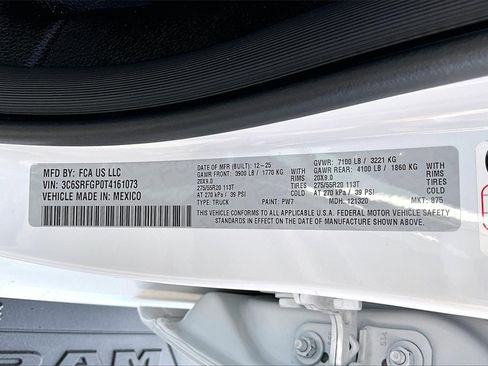 MFD BY: FCA US LLC
VIN: 3C6SRFGP0T4161073
VEHICLE MADE IN: MEXICO
DATE OF MFR (BUILT): 12-25
GAWR FRONT: 3900 LB / 1770 KG WITH
20X9.0 RIMS
275/55R20 113T TIRES
AT 270 kPa / 39 PSI COLD
GVWR: 7100 LB / 3221 KG
GAWR REAR: 4100 LB / 1860 KG WITH
20X9.0 RIMS
275/55R20 113T TIRES
AT 270 kPa / 39 PSI COLD
THIS VEHICLE CONFORMS TO ALL APPLICABLE U.S.A. FEDERAL MOTOR VEHICLE SAFETY
STANDARDS IN EFFECT ON THE DATE OF MANUFACTURE SHOWN ABOVE.
TYPE: TRUCK PAINT: PW7 MDH: 121320 MKT: 875
RAM